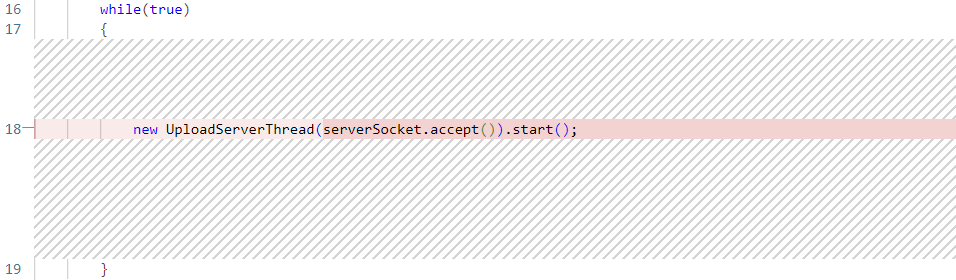 16 while(true)
17 {
18 new UploadServerThread(serverSocket.accept()).start();
19 }